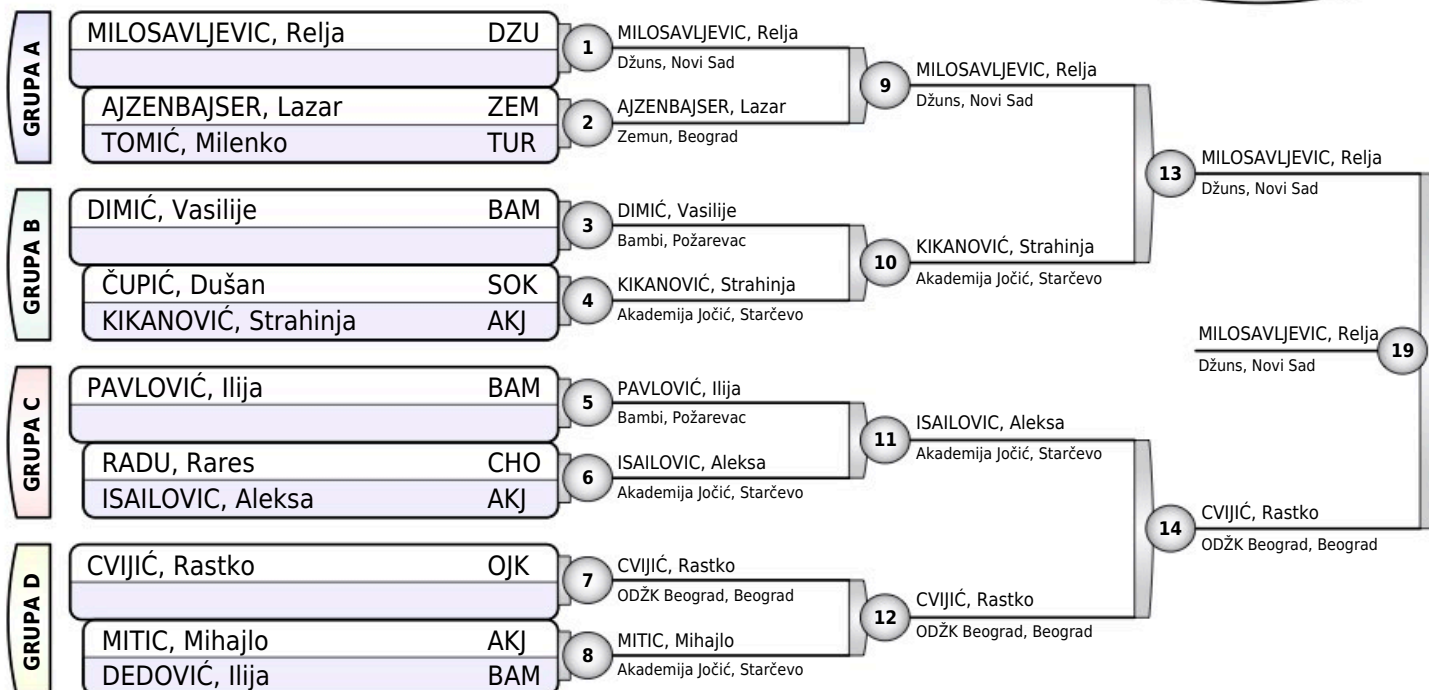 GRUPA A
MILOSAVLJEVIC, Relja DZU
AJZENBAJSER, Lazar ZEM
TOMIĆ, Milenko TUR
1
MILOSAVLJEVIC, Relja
Džuns, Novi Sad
2
AJZENBAJSER, Lazar
Zemun, Beograd
9
MILOSAVLJEVIC, Relja
Džuns, Novi Sad
GRUPA B
DIMIĆ, Vasilije BAM
ČUPIĆ, Dušan SOK
KIKANOVIĆ, Strahinja AKJ
3
DIMIĆ, Vasilije
Bambi, Požarevac
4
KIKANOVIĆ, Strahinja
Akademija Jočić, Starčevo
10
KIKANOVIĆ, Strahinja
Akademija Jočić, Starčevo
13
MILOSAVLJEVIC, Relja
Džuns, Novi Sad
MILOSAVLJEVIC, Relja
Džuns, Novi Sad
19
GRUPA C
PAVLOVIĆ, Ilija BAM
RADU, Rares CHO
ISAILOVIC, Aleksa AKJ
5
PAVLOVIĆ, Ilija
Bambi, Požarevac
6
ISAILOVIC, Aleksa
Akademija Jočić, Starčevo
11
ISAILOVIC, Aleksa
Akademija Jočić, Starčevo
14
CVIJIĆ, Rastko
ODŽK Beograd, Beograd
GRUPA D
CVIJIĆ, Rastko OJK
MITIC, Mihajlo AKJ
DEDOVIĆ, Ilija BAM
7
CVIJIĆ, Rastko
ODŽK Beograd, Beograd
8
MITIC, Mihajlo
Akademija Jočić, Starčevo
12
CVIJIĆ, Rastko
ODŽK Beograd, Beograd